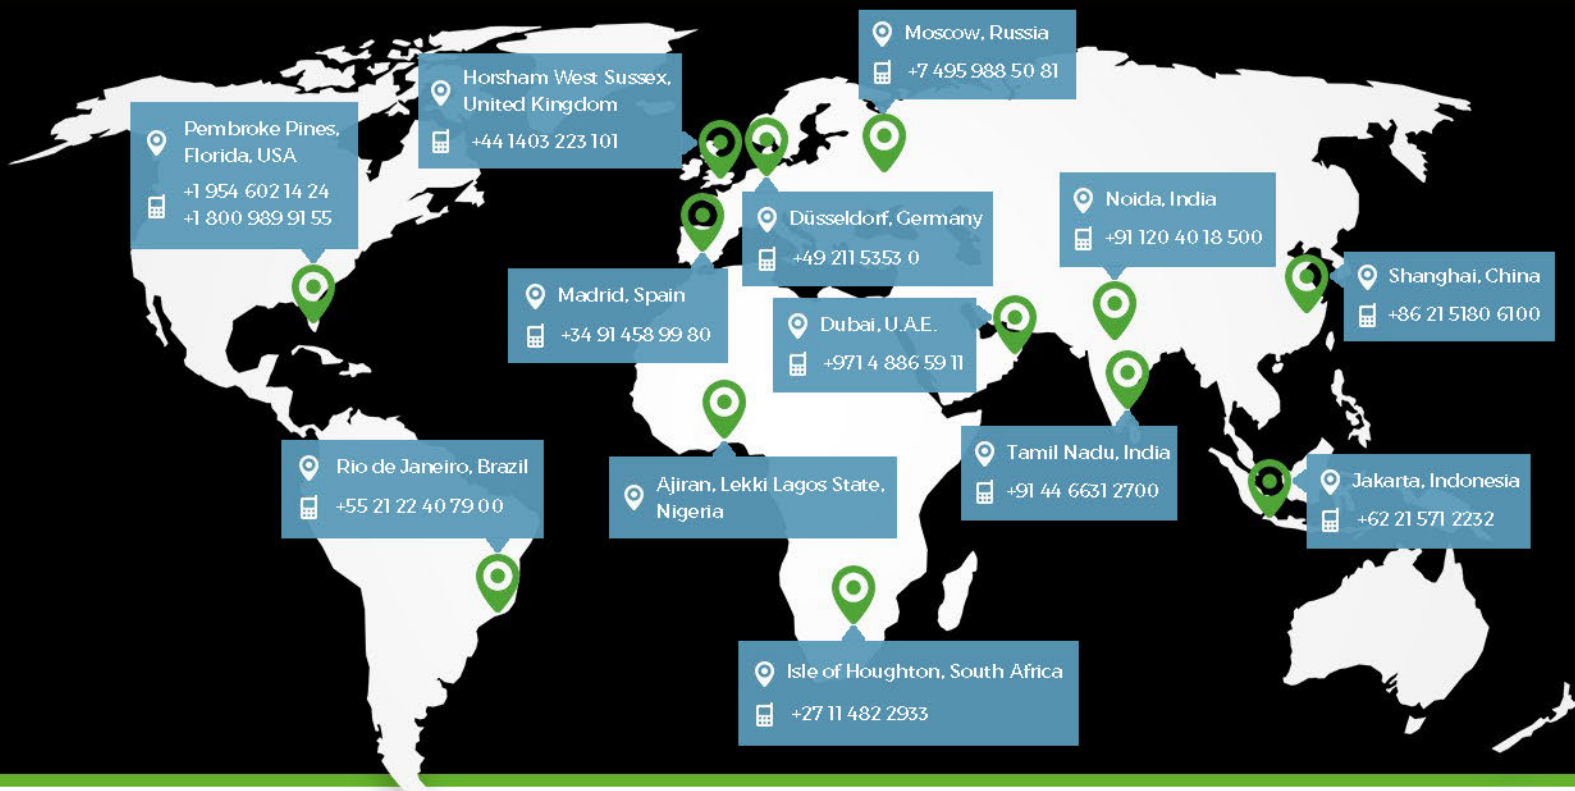 Moscow, Russia
+7 495 988 50 81
Horsham West Sussex,
United Kingdom
+44 1403 223 101
Pembroke Pines,
Florida, USA
+1 954 602 14 24
+1 800 989 91 55
Düsseldorf, Germany
+49 211 5353 0
Noida, India
+91 120 40 18 500
Shanghai, China
+86 21 5180 6100
Madrid, Spain
+34 91 458 99 80
Dubai, U.A.E.
+971 4 886 59 11
Rio de Janeiro, Brazil
+55 21 22 40 79 00
Ajiran, Lekki Lagos State,
Nigeria
Tamil Nadu, India
+91 44 6631 2700
Jakarta, Indonesia
+62 21 571 2232
Isle of Houghton, South Africa
+27 11 482 2933